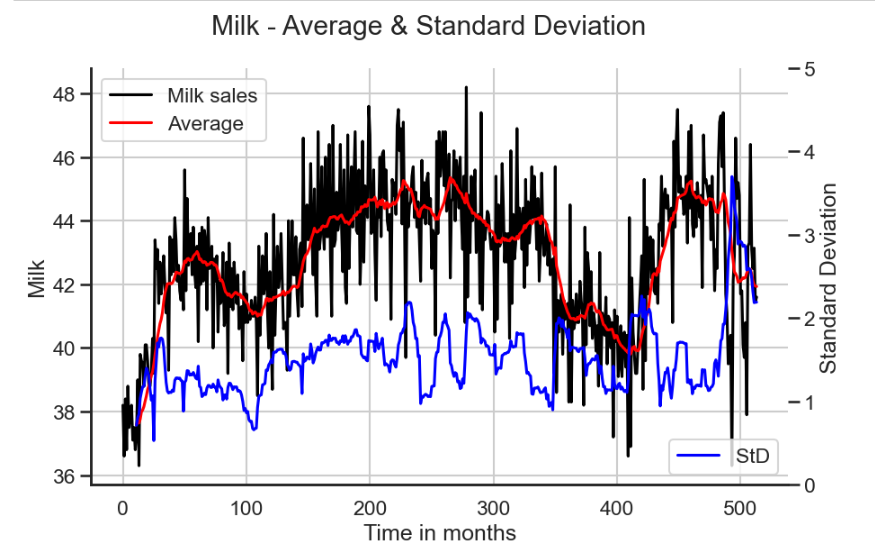 Milk - Average & Standard Deviation
Milk sales
Average
StD
48
46
44
42
40
38
36
Milk
5
4
3
2
1
0
Standard Deviation
0
100
200
300
400
500
Time in months